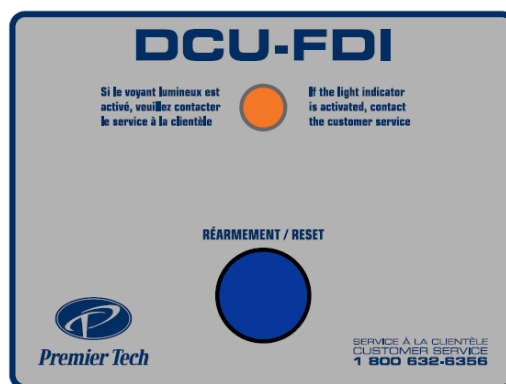 DCU-FDI
Si le voyant lumineux est
activé, veuillez contacter
le service à la clientèle
If the light indicator
is activated, contact
the customer service
RÉARMEMENT / RESET
Premier Tech
SERVICE À LA CLIENTÈLE
CUSTOMER SERVICE
1 800 632-6356